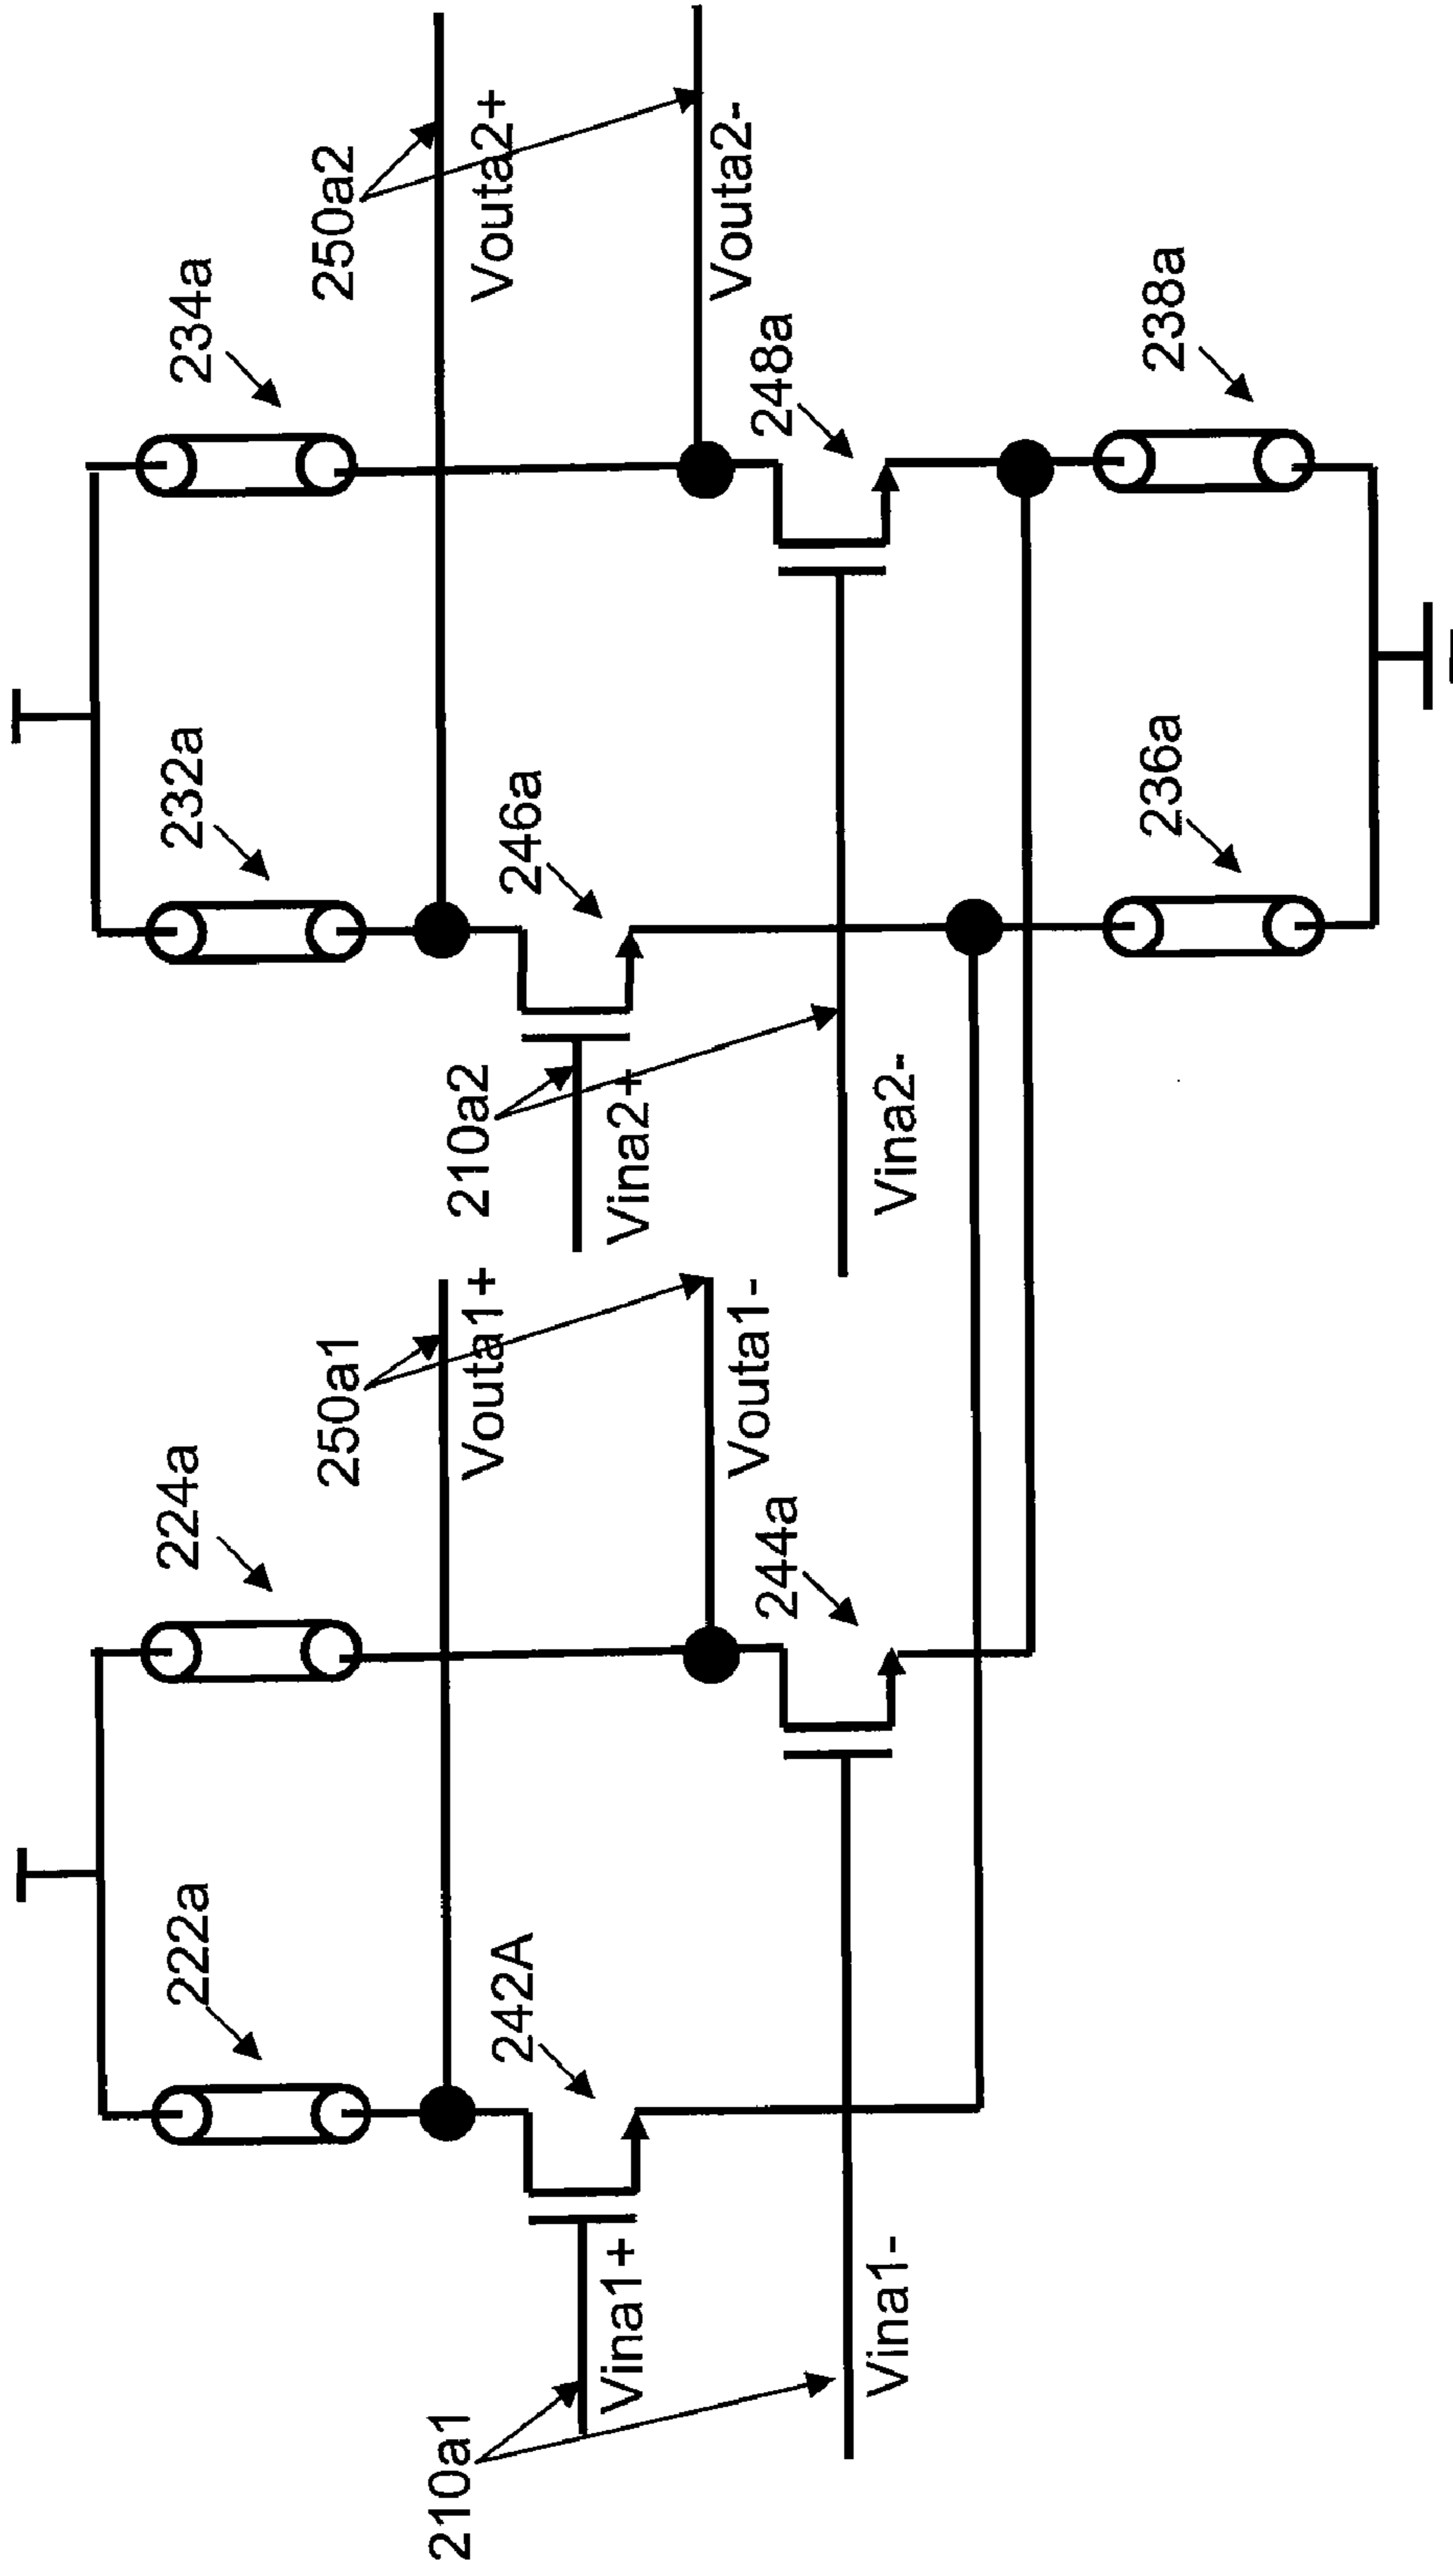 222a
224a
232a
234a
250a1
250a2
Vouta1+
Vouta2+
242A
246a
210a1
210a2
Vina1+
Vina2+
Vouta1-
Vouta2-
244a
248a
Vina1-
Vina2-
236a
238a